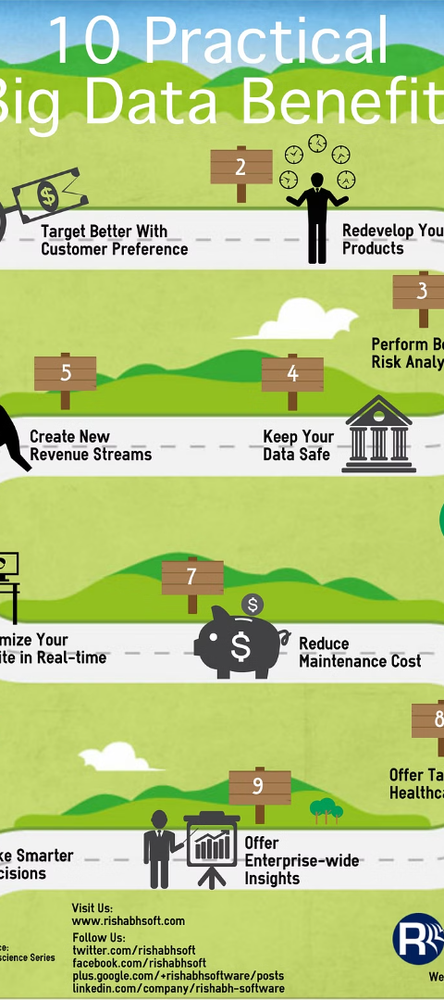 10 Practical
Big Data Benefit
2
Target Better With
Customer Preference
Redevelop You
Products
3
Perform Be
Risk Analy
5
4
Create New
Revenue Streams
Keep Your
Data Safe
7
mize Your
ite in Real-time
Reduce
Maintenance Cost
8
Offer Ta
Healthca
9
ke Smarter
cisions
Offer
Enterprise-wide
Insights
Visit Us:
www.rishabhsoft.com
Follow Us:
twitter.com/rishabhsoft
facebook.com/rishabhsoft
plus.google.com/+rishabhsoftware/posts
linkedin.com/company/rishabh-software
ce:
science Series
R
We